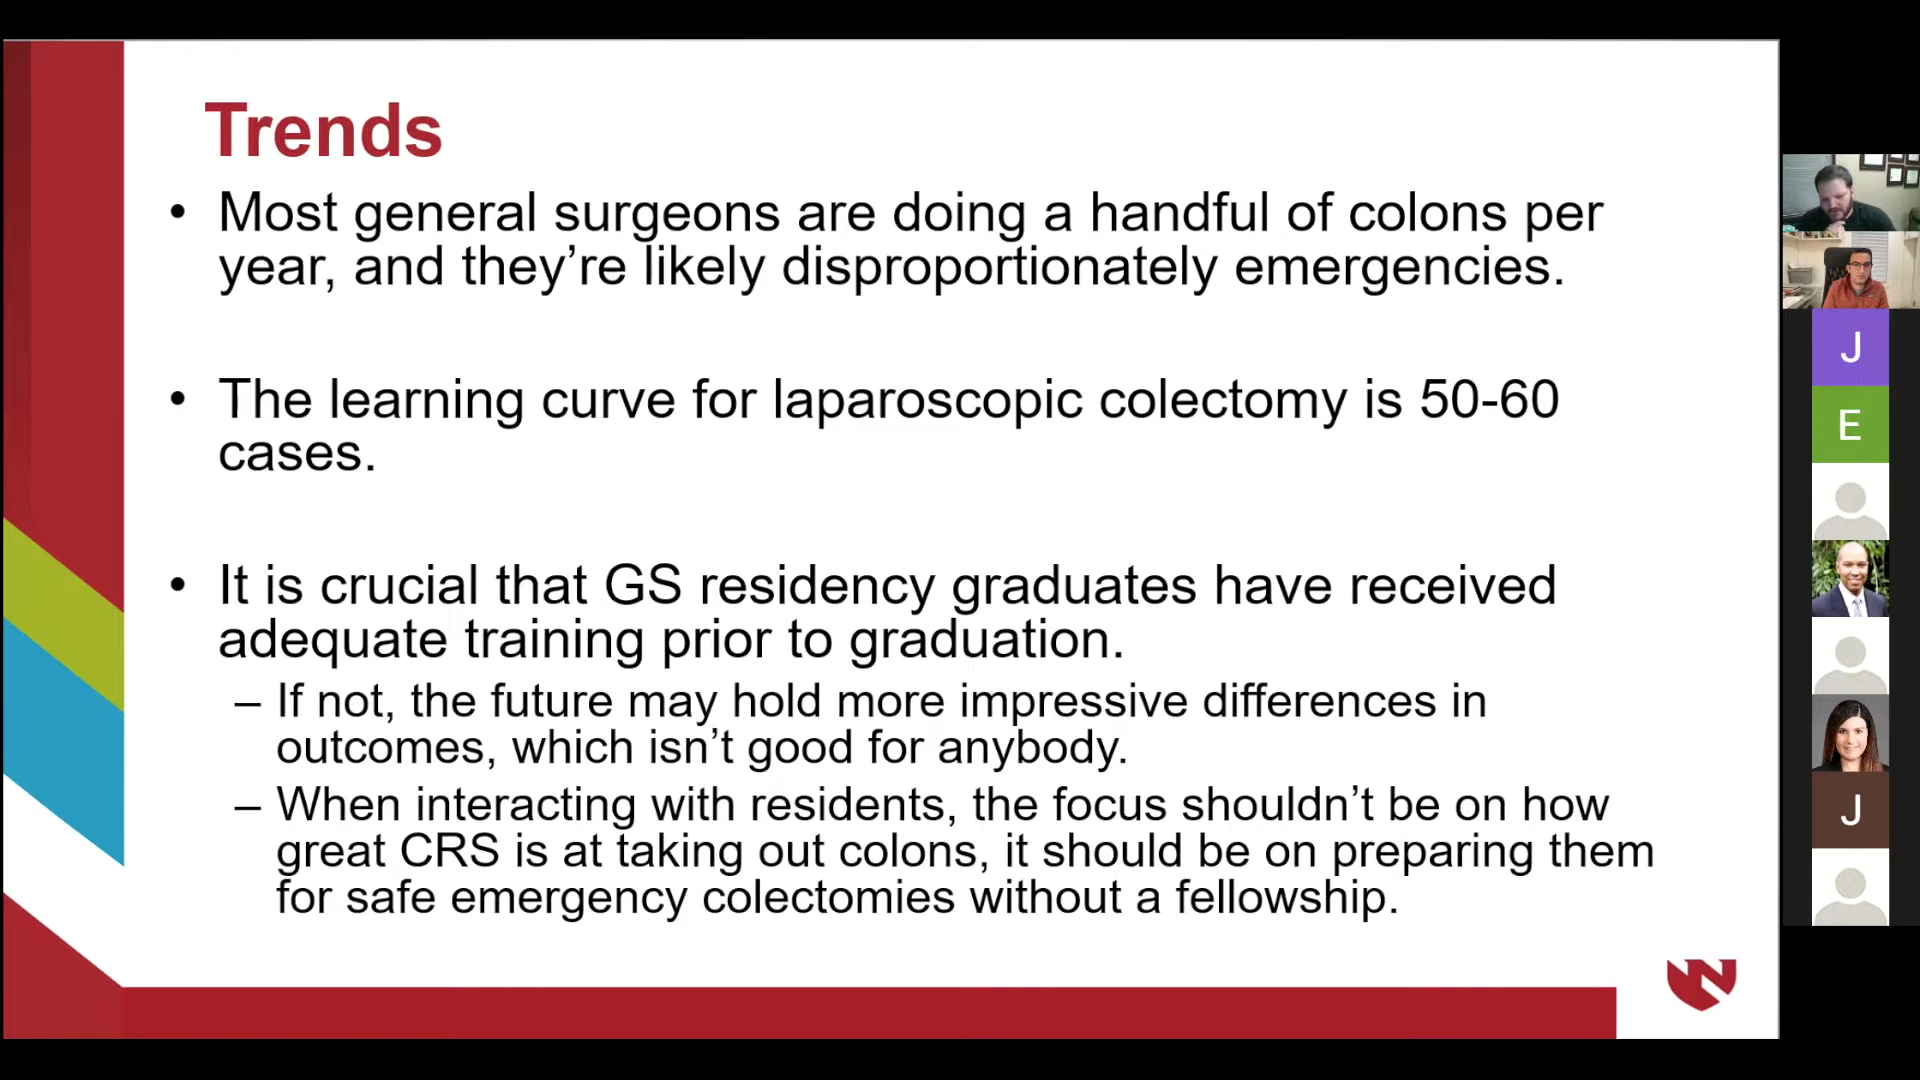 Trends
• Most general surgeons are doing a handful of colons per
year, and they’re likely disproportionately emergencies.
• The learning curve for laparoscopic colectomy is 50-60
cases.
• It is crucial that GS residency graduates have received
adequate training prior to graduation.
– If not, the future may hold more impressive differences in
outcomes, which isn’t good for anybody.
– When interacting with residents, the focus shouldn’t be on how
great CRS is at taking out colons, it should be on preparing them
for safe emergency colectomies without a fellowship.
J
E
J
N